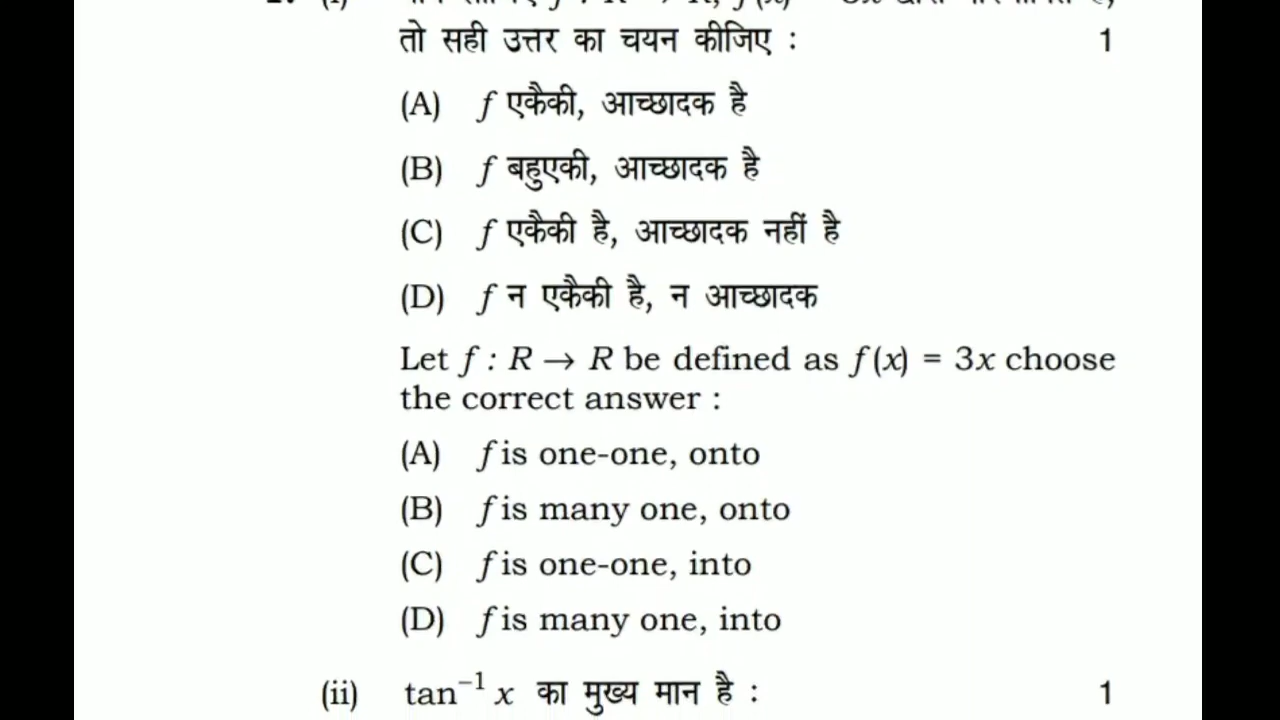 तो सही उत्तर का चयन कीजिए : 1
(A) f एकैकी, आच्छादक है
(B) f बहुएकी, आच्छादक है
(C) f एकैकी है, आच्छादक नहीं है
(D) f न एकैकी है, न आच्छादक
Let f : R → R be defined as f(x) = 3x choose
the correct answer :
(A) f is one-one, onto
(B) f is many one, onto
(C) f is one-one, into
(D) f is many one, into
(ii) tan⁻¹ x का मुख्य मान है : 1